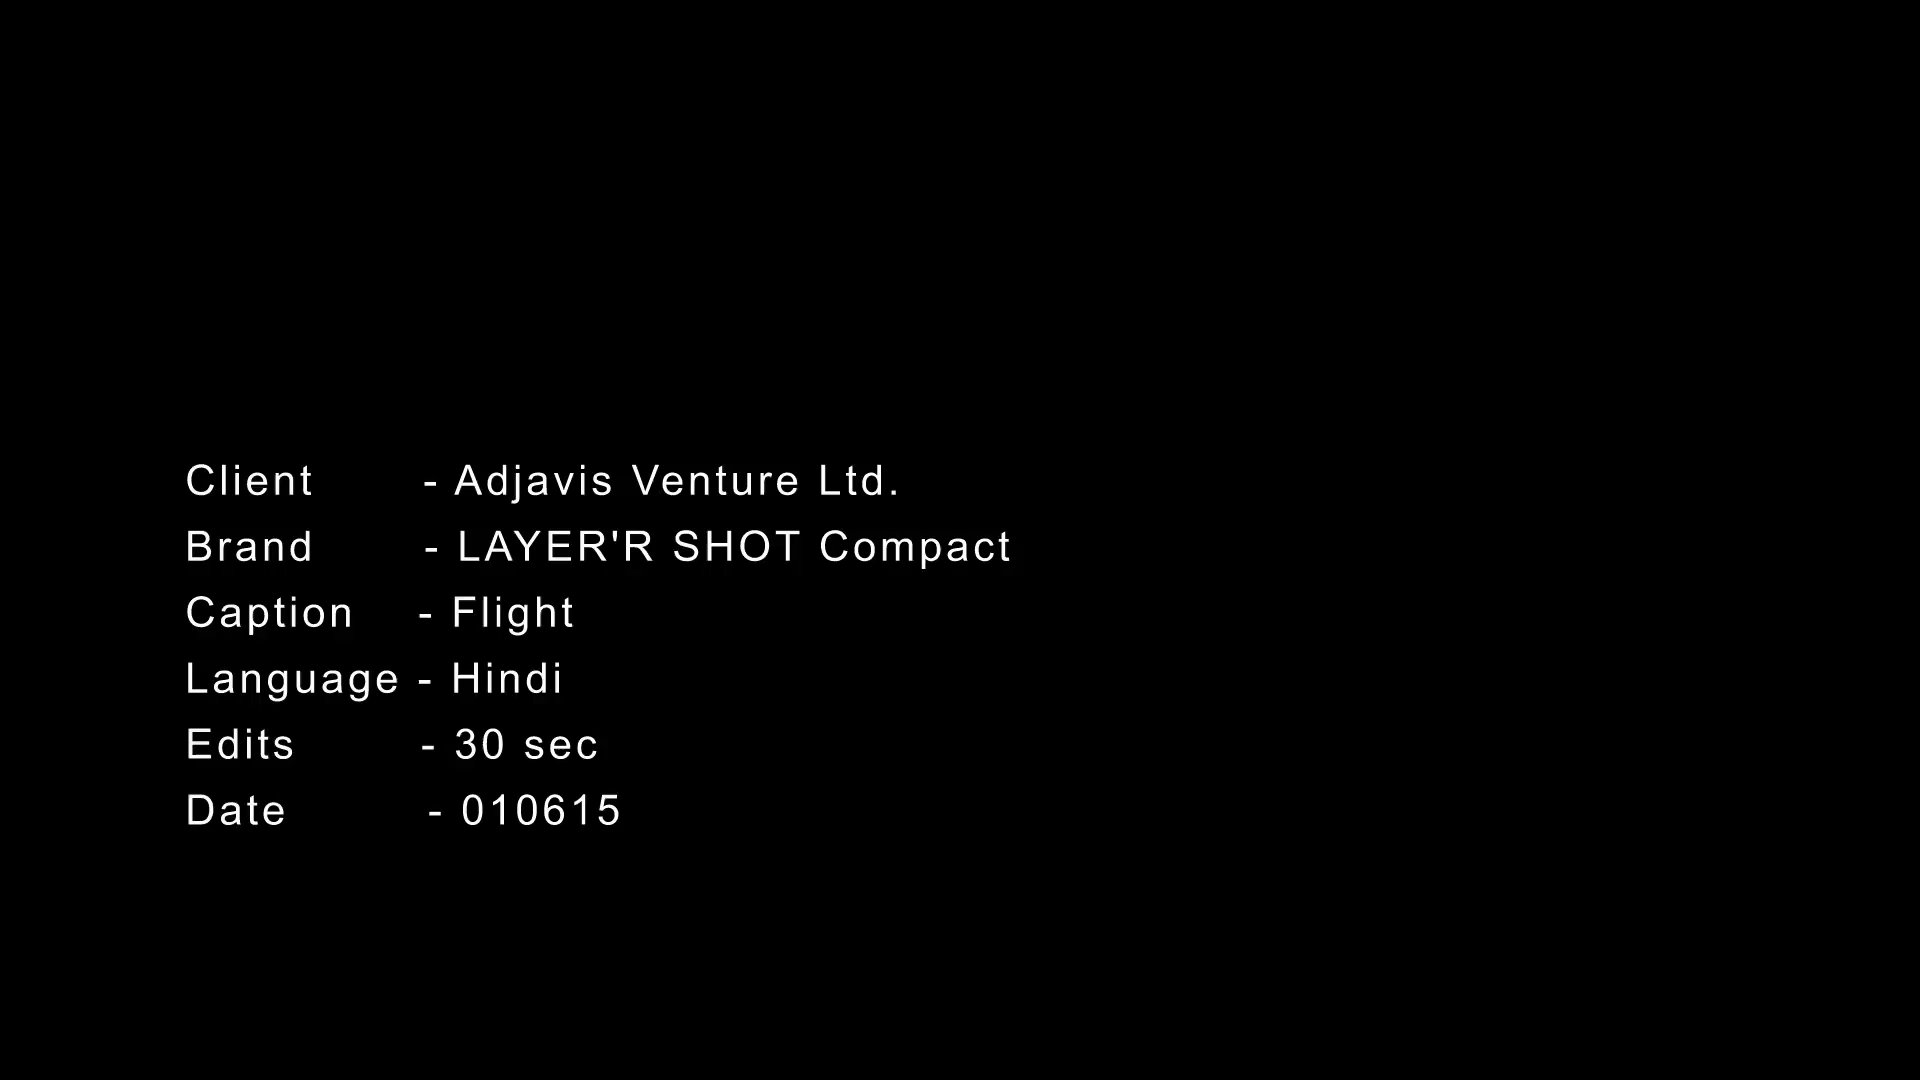 Client - Adjavis Venture Ltd.
Brand - LAYER'R SHOT Compact
Caption - Flight
Language - Hindi
Edits - 30 sec
Date - 010615